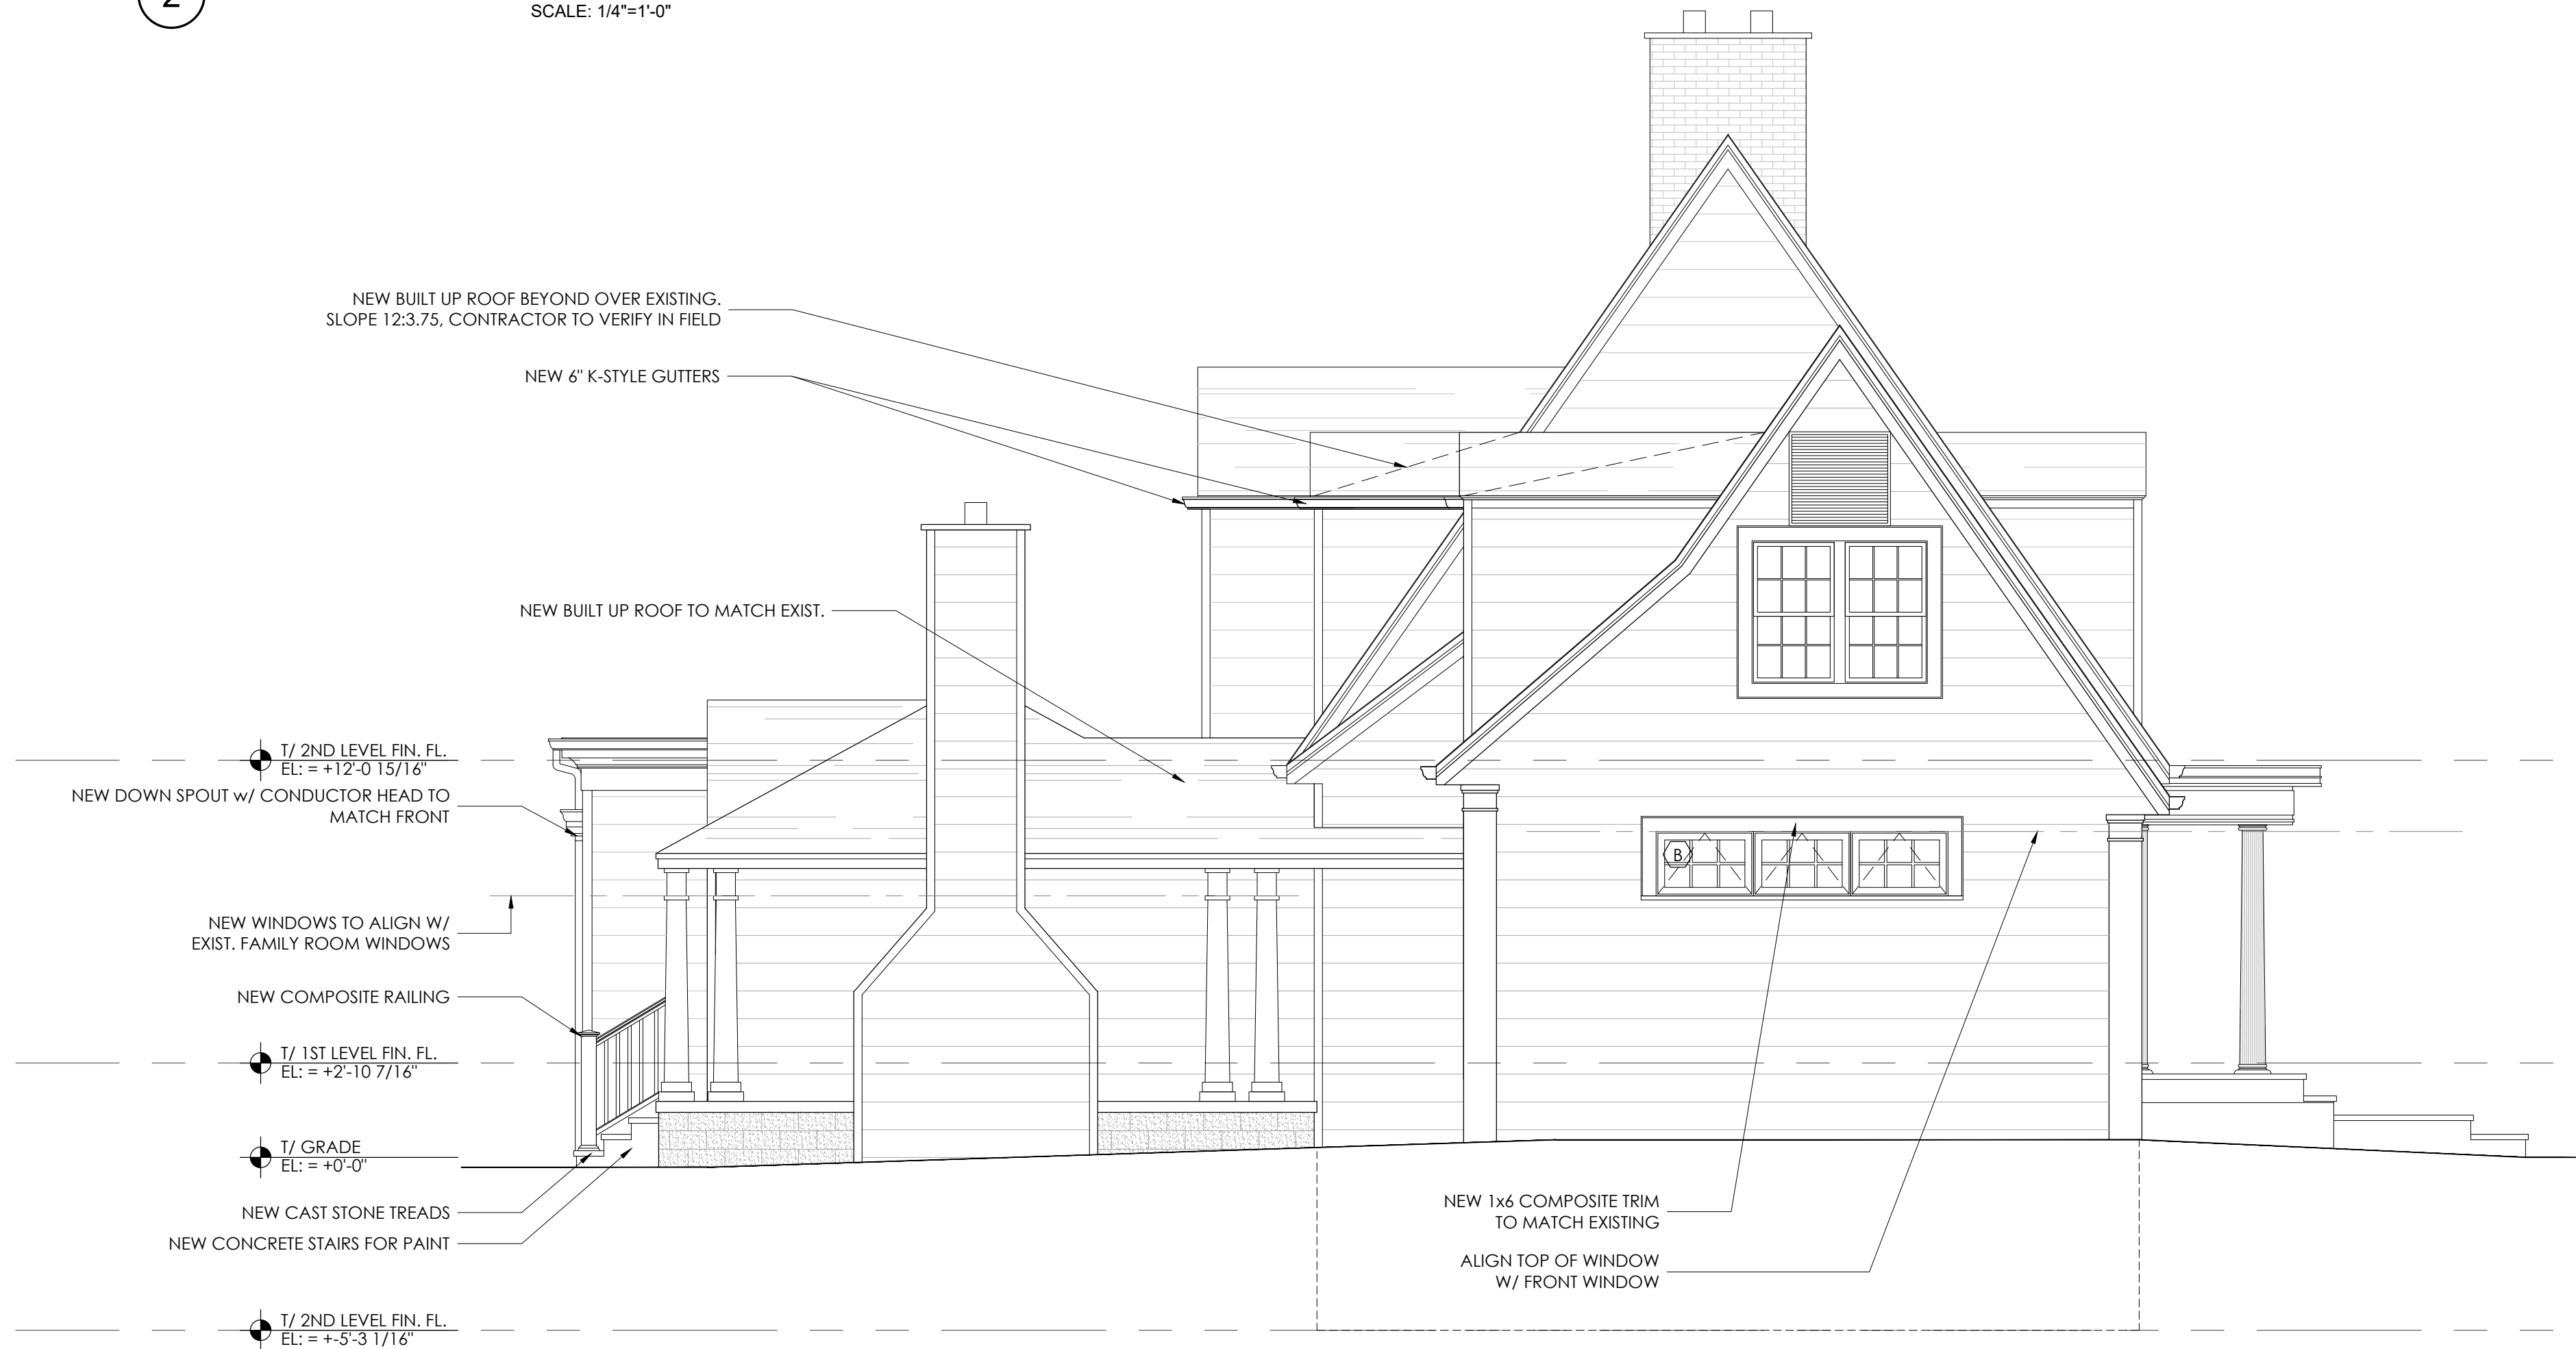 2
SCALE: 1/4"=1'-0"
NEW BUILT UP ROOF BEYOND OVER EXISTING.
SLOPE 12:3.75, CONTRACTOR TO VERIFY IN FIELD
NEW 6" K-STYLE GUTTERS
NEW BUILT UP ROOF TO MATCH EXIST.
T/ 2ND LEVEL FIN. FL.
EL: = +12'-0 15/16"
NEW DOWN SPOUT w/ CONDUCTOR HEAD TO
MATCH FRONT
B
NEW WINDOWS TO ALIGN W/
EXIST. FAMILY ROOM WINDOWS
NEW COMPOSITE RAILING
T/ 1ST LEVEL FIN. FL.
EL: = +2'-10 7/16"
T/ GRADE
EL: = +0'-0"
NEW CAST STONE TREADS
NEW CONCRETE STAIRS FOR PAINT
NEW 1x6 COMPOSITE TRIM
TO MATCH EXISTING
ALIGN TOP OF WINDOW
W/ FRONT WINDOW
T/ 2ND LEVEL FIN. FL.
EL: = +-5'-3 1/16"